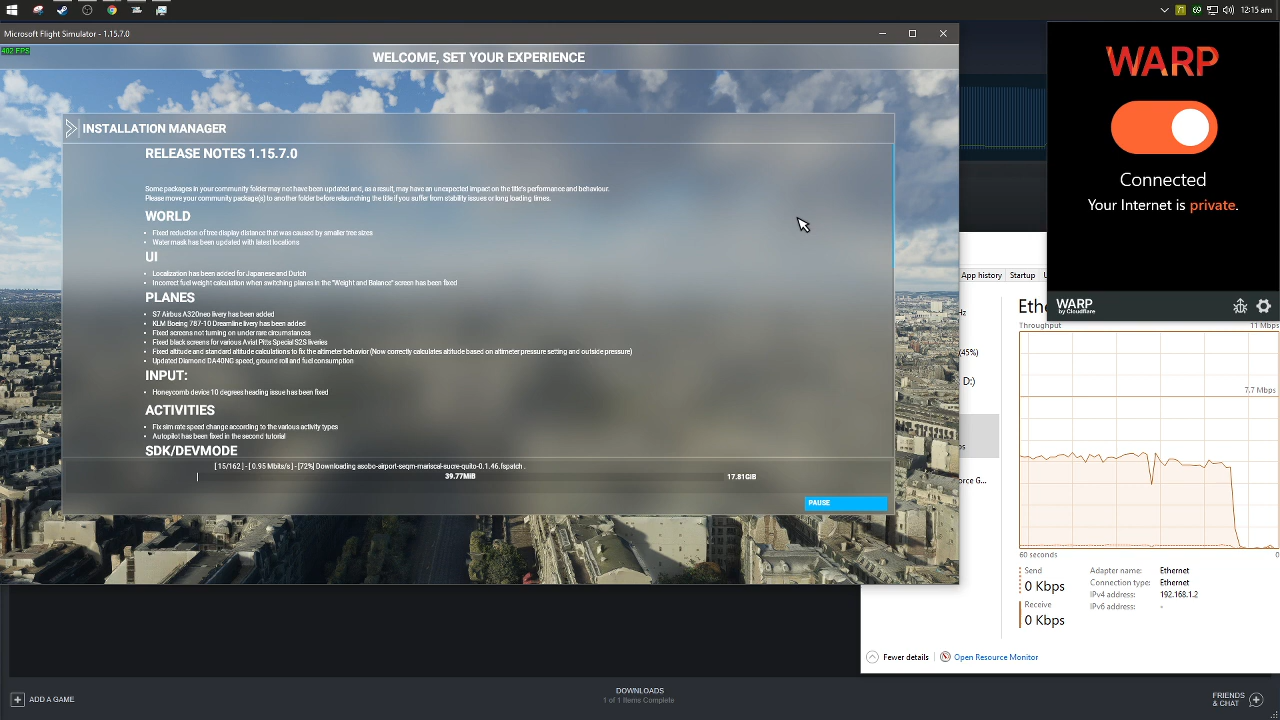 12:15 am
Microsoft Flight Simulator - 1.15.7.0
402 FPS
WELCOME, SET YOUR EXPERIENCE
INSTALLATION MANAGER
RELEASE NOTES 1.15.7.0
Some packages in your community folder may not have been updated and, as a result, may have an unexpected impact on the title's performance and behaviour.
Please move your community package(s) to another folder before relaunching the title if you suffer from stability issues or long loading times.
WORLD
• Fixed reduction of tree display distance that was caused by smaller tree sizes
• Water mask has been updated with latest locations
UI
• Localization has been added for Japanese and Dutch
• Incorrect fuel weight calculation when switching planes in the "Weight and Balance" screen has been fixed
PLANES
• S7 Airbus A320neo livery has been added
• KLM Boeing 787-10 Dreamline livery has been added
• Fixed screens not turning on under rare circumstances
• Fixed black screens for various Aviat Pitts Special S2S liveries
• Fixed altitude and standard altitude calculations to fix the altimeter behavior (Now correctly calculates altitude based on altimeter pressure setting and outside pressure)
• Updated Diamond DA40NG speed, ground roll and fuel consumption
INPUT:
• Honeycomb device 10 degrees heading issue has been fixed
ACTIVITIES
• Fix sim rate speed change according to the various activity types
• Autopilot has been fixed in the second tutorial
SDK/DEVMODE
[ 15/162 ] - [ 0.95 Mbits/s ] - [72%] Downloading asobo-airport-seqm-mariscal-sucre-quito-0.1.46.fspatch .
39.77MiB
17.81GiB
PAUSE
WARP
Connected
Your Internet is private.
WARP
by Cloudflare
App history
Startup
Hz
(45%)
D:)
ps
orce G...
Ethe
Throughput
11 Mbps
7.7 Mbps
60 seconds
0
Send
0 Kbps
Receive
0 Kbps
Adapter name: Ethernet
Connection type: Ethernet
IPv4 address: 192.168.1.2
IPv6 address: -
Fewer details
Open Resource Monitor
ADD A GAME
DOWNLOADS
1 of 1 Items Complete
FRIENDS
& CHAT